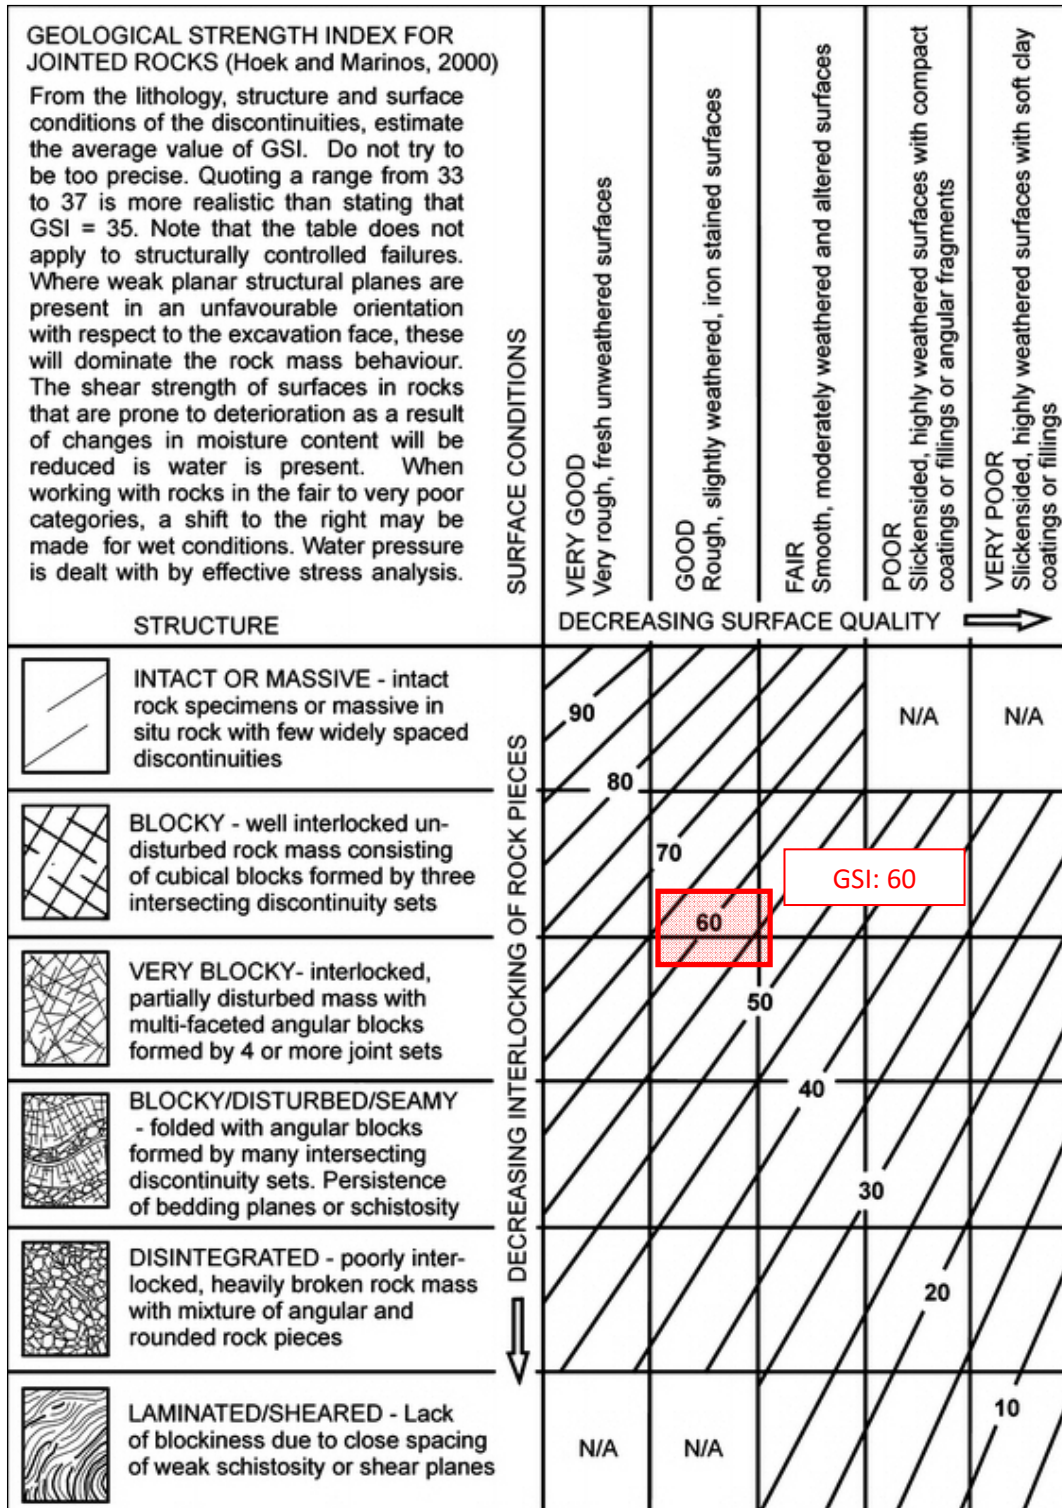 GEOLOGICAL STRENGTH INDEX FOR
JOINTED ROCKS (Hoek and Marinos, 2000)
From the lithology, structure and surface
conditions of the discontinuities, estimate
the average value of GSI. Do not try to
be too precise. Quoting a range from 33
to 37 is more realistic than stating that
GSI = 35. Note that the table does not
apply to structurally controlled failures.
Where weak planar structural planes are
present in an unfavourable orientation
with respect to the excavation face, these
will dominate the rock mass behaviour.
The shear strength of surfaces in rocks
that are prone to deterioration as a result
of changes in moisture content will be
reduced is water is present. When
working with rocks in the fair to very poor
categories, a shift to the right may be
made for wet conditions. Water pressure
is dealt with by effective stress analysis.
STRUCTURE
SURFACE CONDITIONS
VERY GOOD
Very rough, fresh unweathered surfaces
GOOD
Rough, slightly weathered, iron stained surfaces
FAIR
Smooth, moderately weathered and altered surfaces
POOR
Slickensided, highly weathered surfaces with compact
coatings or fillings or angular fragments
VERY POOR
Slickensided, highly weathered surfaces with soft clay
coatings or fillings
DECREASING SURFACE QUALITY
DECREASING INTERLOCKING OF ROCK PIECES
INTACT OR MASSIVE - intact
rock specimens or massive in
situ rock with few widely spaced
discontinuities
90
80
N/A
N/A
BLOCKY - well interlocked un-
disturbed rock mass consisting
of cubical blocks formed by three
intersecting discontinuity sets
70
60
GSI: 60
VERY BLOCKY- interlocked,
partially disturbed mass with
multi-faceted angular blocks
formed by 4 or more joint sets
50
BLOCKY/DISTURBED/SEAMY
- folded with angular blocks
formed by many intersecting
discontinuity sets. Persistence
of bedding planes or schistosity
40
30
DISINTEGRATED - poorly inter-
locked, heavily broken rock mass
with mixture of angular and
rounded rock pieces
20
LAMINATED/SHEARED - Lack
of blockiness due to close spacing
of weak schistosity or shear planes
N/A
N/A
10